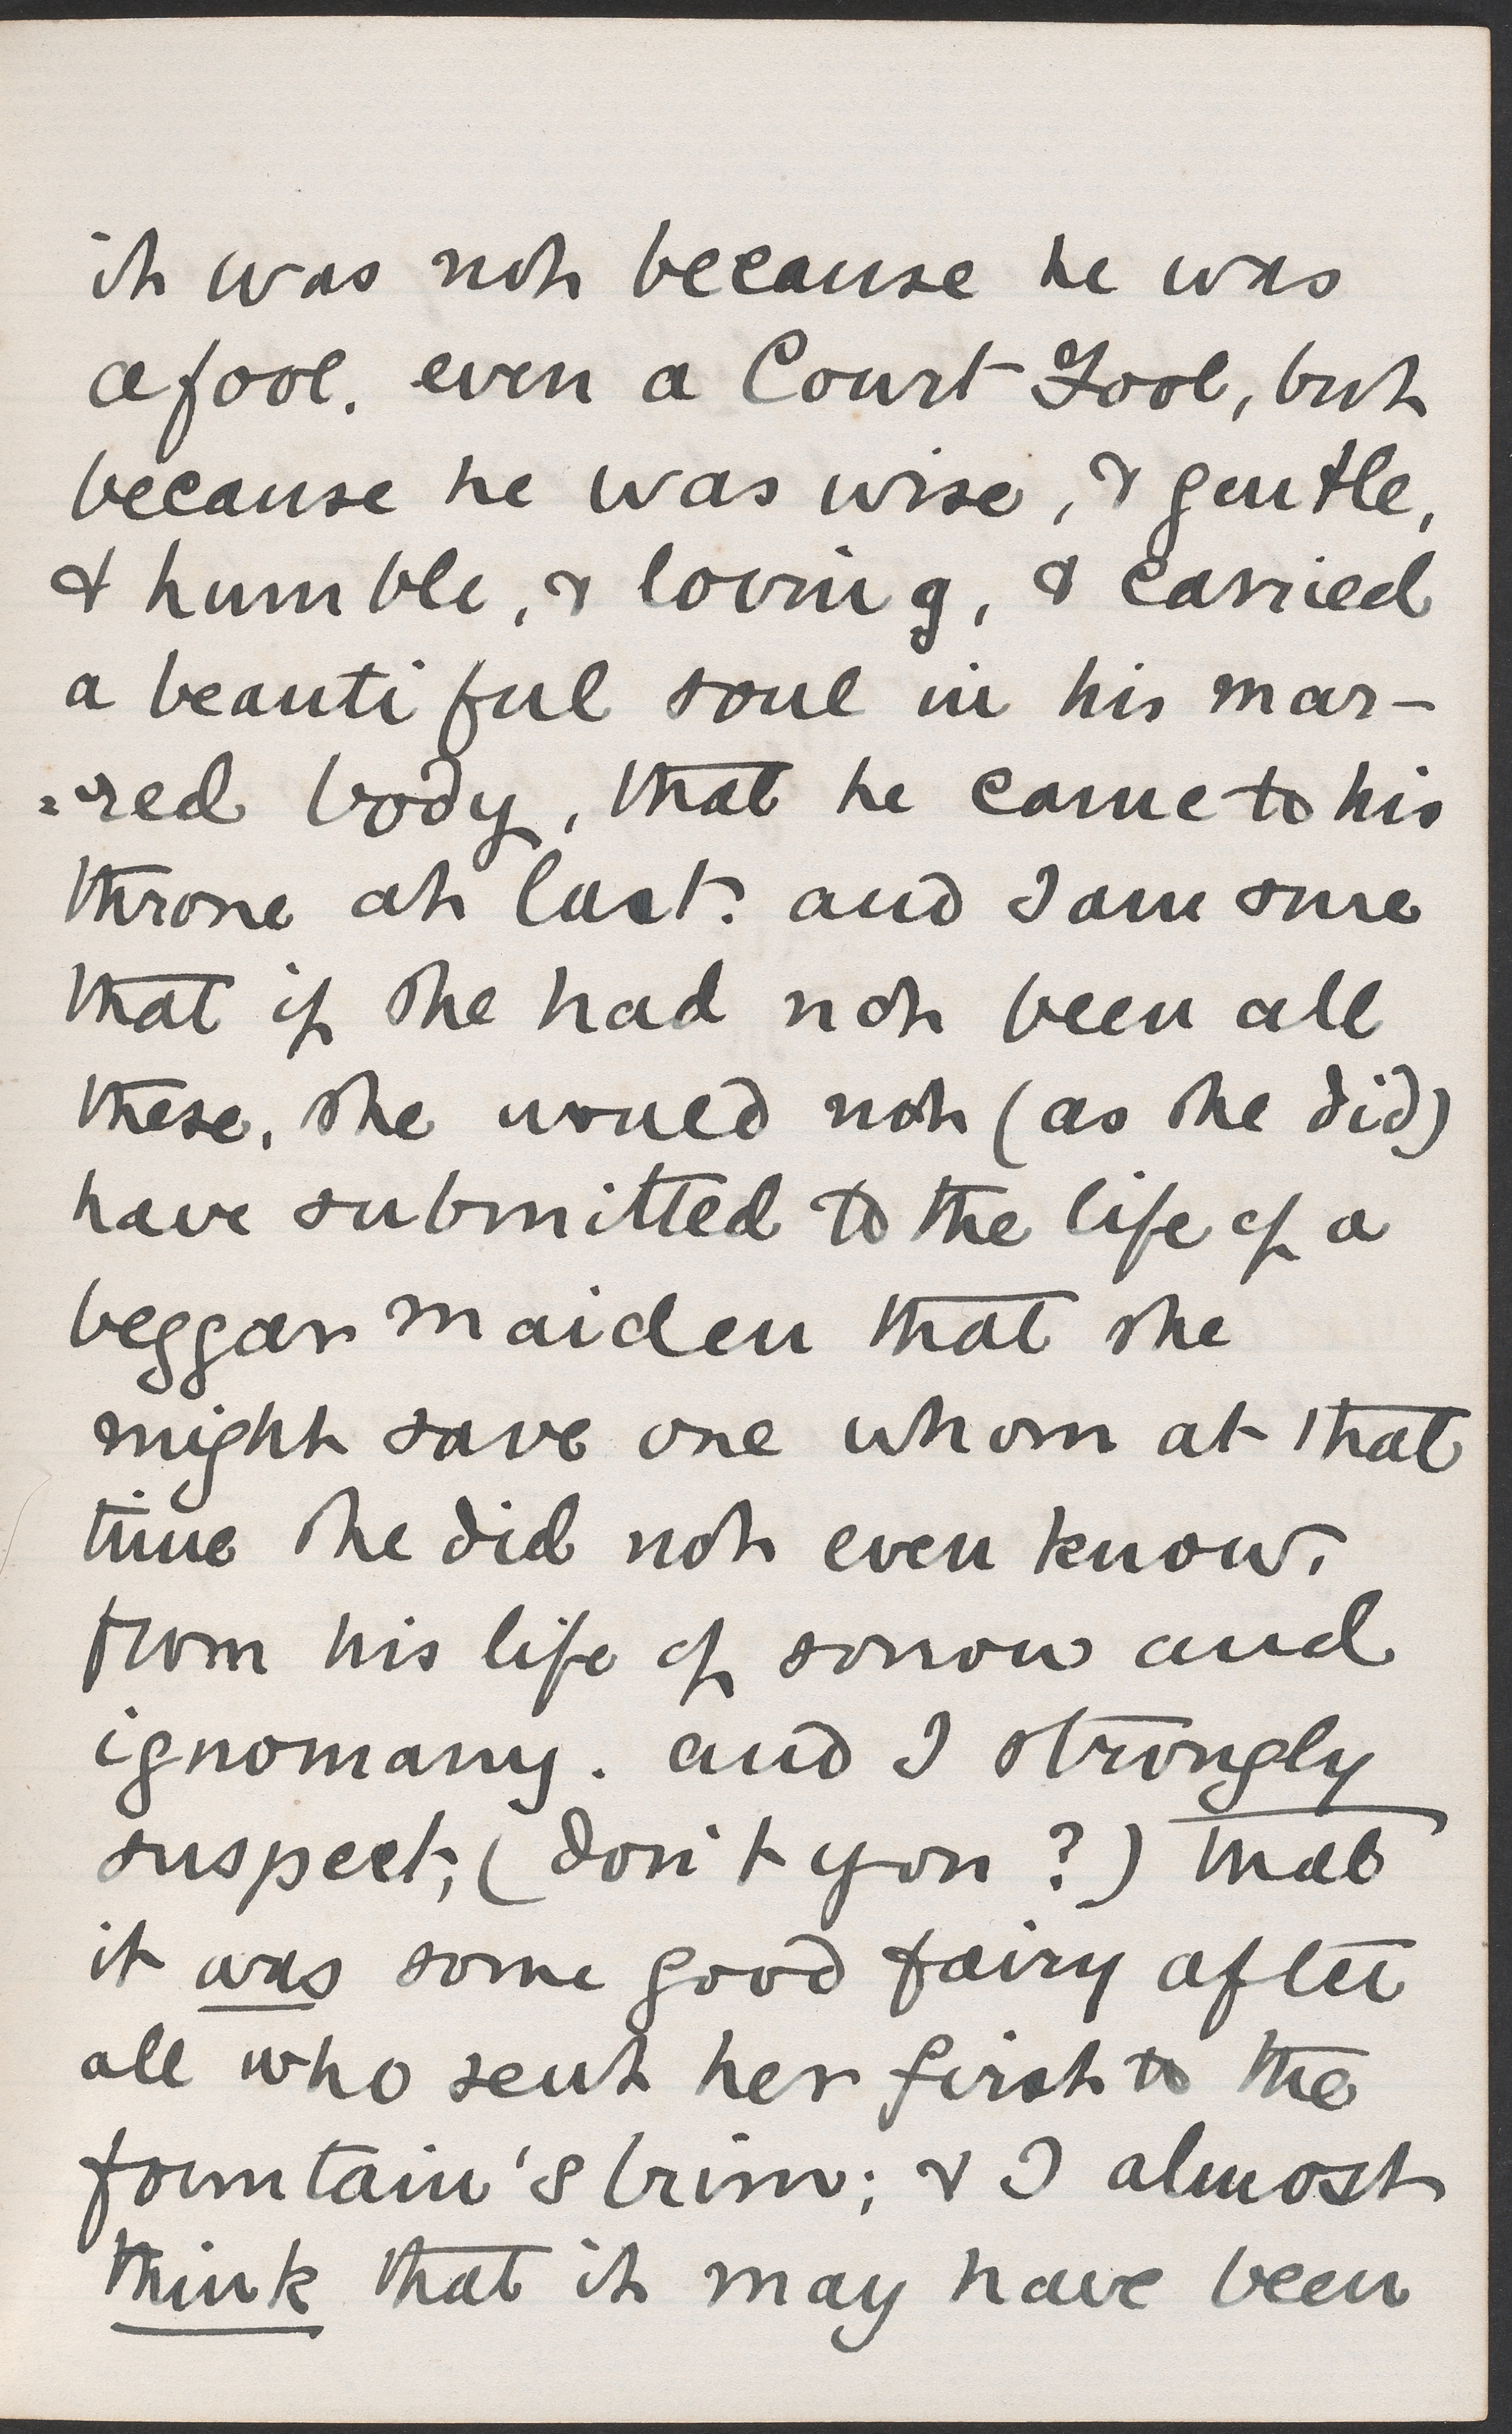 it was not because he was
a fool. even a Court Fool, but
because he was wise, & gentle,
& humble, & loving, & carried
a beautiful soul in his mar-
=red body, that he came to his
throne at last. and I am sure
that if she had not been all
these, she would not (as she did)
have submitted to the life of a
beggar maiden that she
might save one whom at that
time she did not even know,
from his life of sorrow and
ignomany. and I strongly
suspect, (don't you?) that
it was some good fairy after
all who sent her first to the
fountain's brim; & I almost
think that it may have been